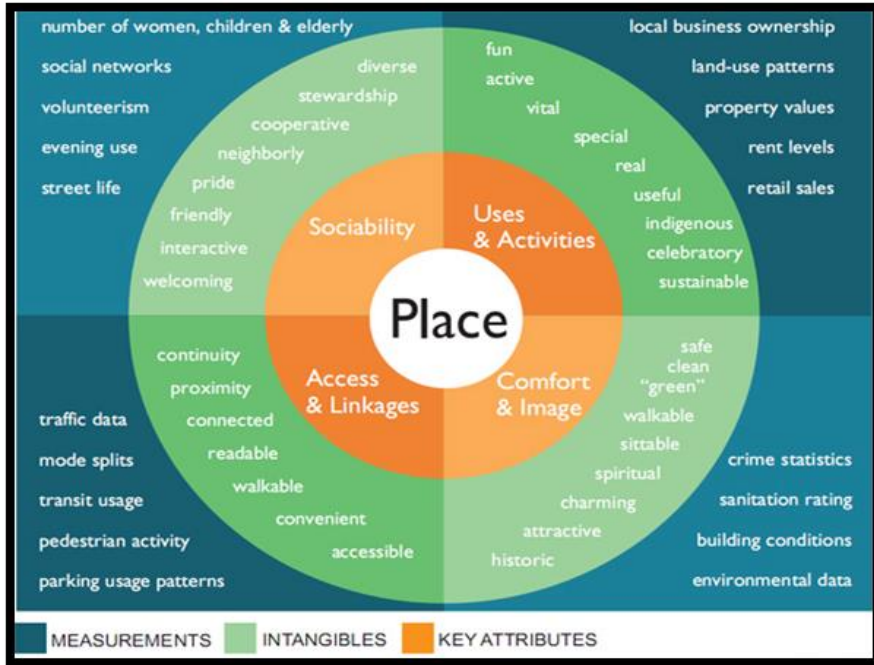 number of women, children & elderly
social networks
volunteerism
evening use
street life
diverse
stewardship
cooperative
neighborly
pride
friendly
interactive
welcoming
Sociability
fun
active
vital
special
real
useful
indigenous
celebratory
sustainable
Uses
& Activities
local business ownership
land-use patterns
property values
rent levels
retail sales
Place
traffic data
mode splits
transit usage
pedestrian activity
parking usage patterns
continuity
proximity
connected
readable
walkable
convenient
accessible
Access
& Linkages
Comfort
& Image
safe
clean
"green"
walkable
sittable
spiritual
charming
attractive
historic
crime statistics
sanitation rating
building conditions
environmental data
MEASUREMENTS
INTANGIBLES
KEY ATTRIBUTES